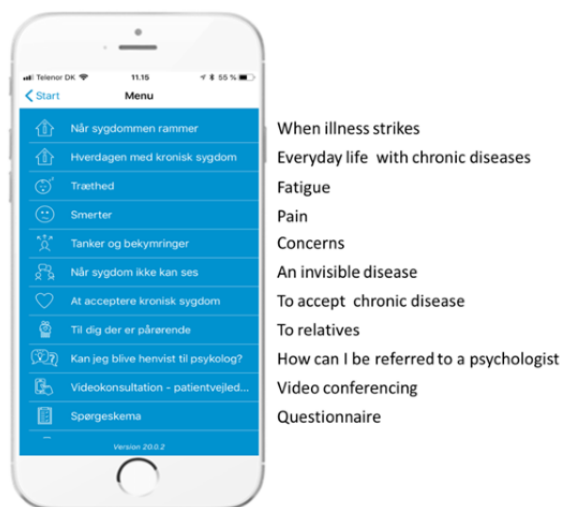 Telenor DK 11.15 55 %
Start Menu
Når sygdommen rammer When illness strikes
Hverdagen med kronisk sygdom Everyday life with chronic diseases
Træthed Fatigue
Smerter Pain
Tanker og bekymringer Concerns
Når sygdom ikke kan ses An invisible disease
At acceptere kronisk sygdom To accept chronic disease
Til dig der er pårørende To relatives
Kan jeg blive henvist til psykolog? How can I be referred to a psychologist
Videokonsultation - patientvejled... Video conferencing
Spørgeskema Questionnaire
Version 20.0.2